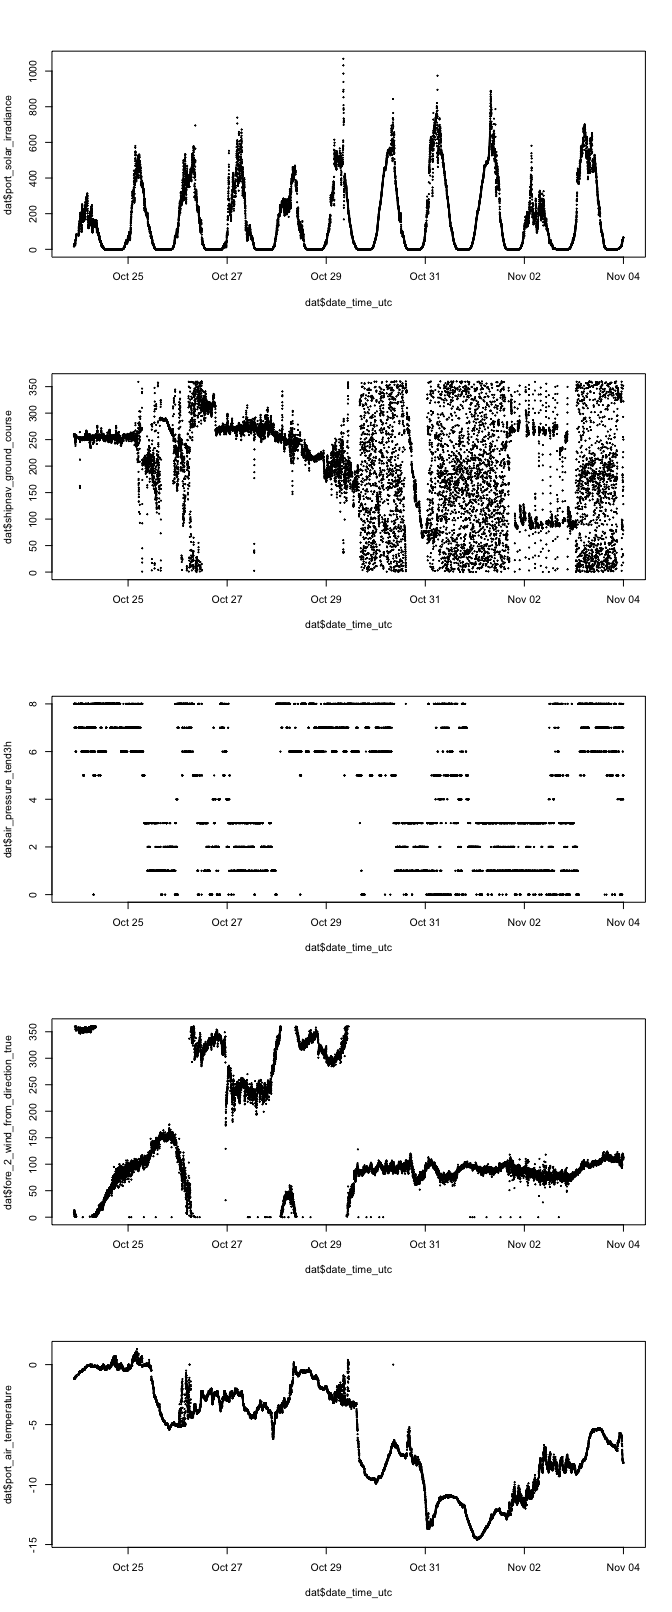 dat$port_solar_irradiance
0
200
400
600
800
1000
Oct 25
Oct 27
Oct 29
Oct 31
Nov 02
Nov 04
dat$date_time_utc
dat$shipnav_ground_course
0
50
100
150
200
250
300
350
Oct 25
Oct 27
Oct 29
Oct 31
Nov 02
Nov 04
dat$date_time_utc
dat$air_pressure_tend3h
0
2
4
6
8
Oct 25
Oct 27
Oct 29
Oct 31
Nov 02
Nov 04
dat$date_time_utc
dat$fore_2_wind_from_direction_true
0
50
100
150
200
250
300
350
Oct 25
Oct 27
Oct 29
Oct 31
Nov 02
Nov 04
dat$date_time_utc
dat$port_air_temperature
-15
-10
-5
0
Oct 25
Oct 27
Oct 29
Oct 31
Nov 02
Nov 04
dat$date_time_utc